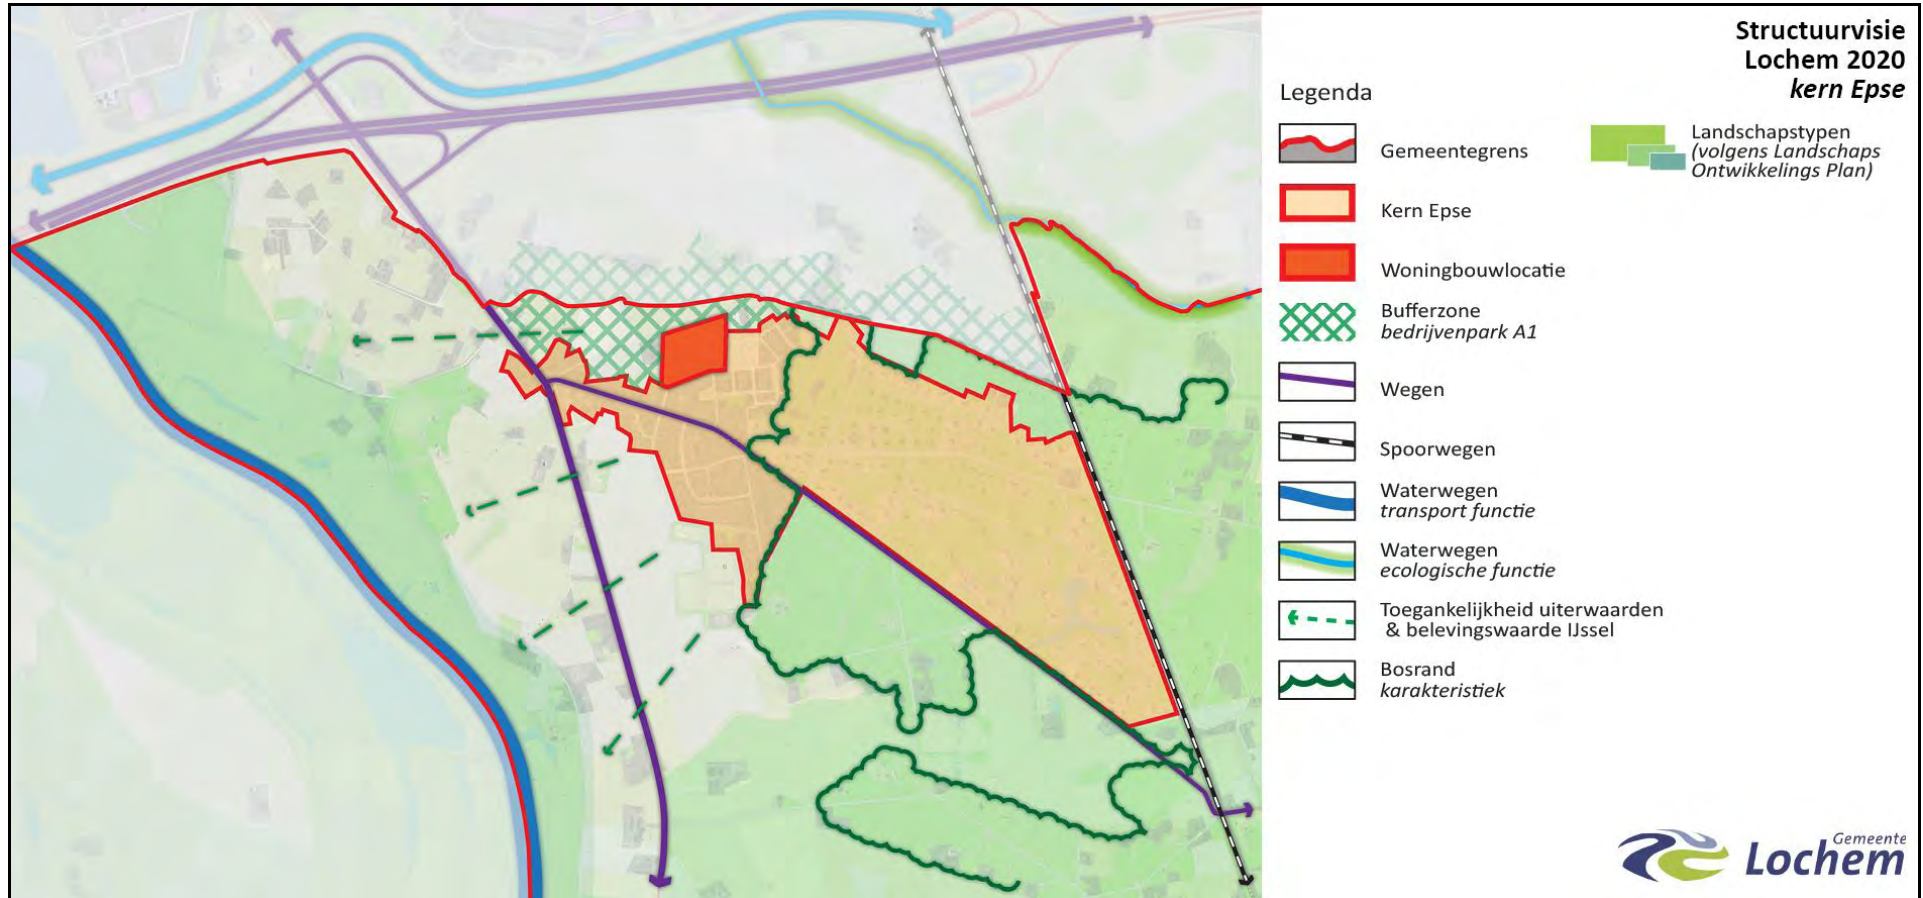 Structuurvisie
Lochem 2020
kern Epse
Legenda
Gemeentegrens
Kern Epse
Woningbouwlocatie
Bufferzone
bedrijvenpark A1
Wegen
Spoorwegen
Waterwegen
transport functie
Waterwegen
ecologische functie
Toegankelijkheid uiterwaarden
& belevingswaarde IJssel
Bosrand
karakteristiek
Landschapstypen
(volgens Landschaps
Ontwikkelings Plan)
Gemeente
Lochem